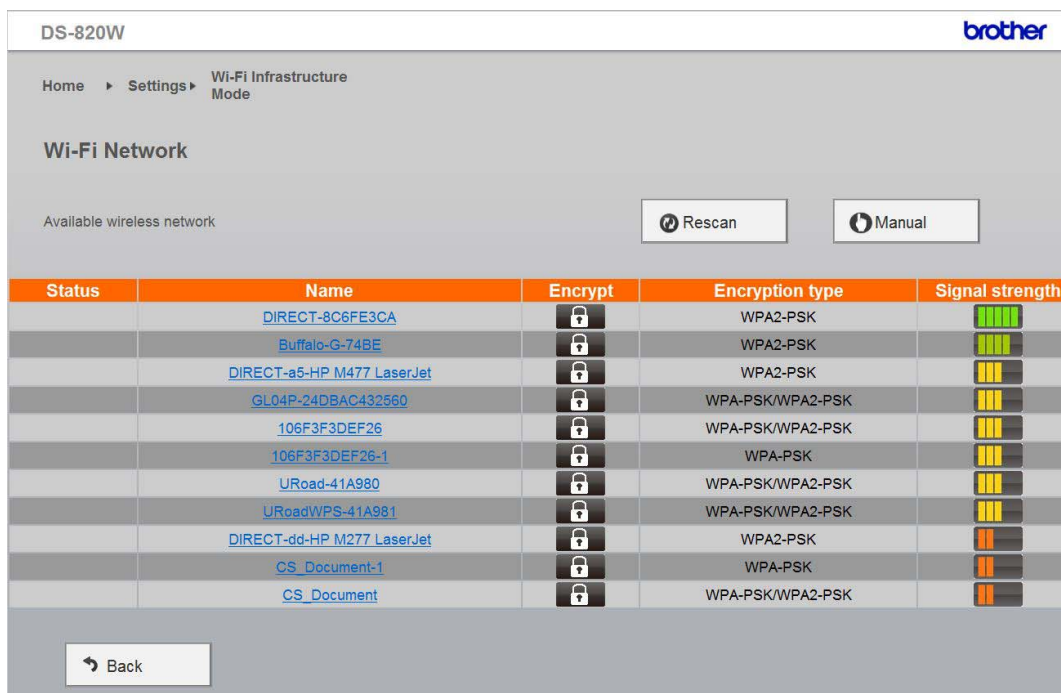 DS-820W brother
Home Settings Wi-Fi Infrastructure
Mode
Wi-Fi Network
Available wireless network Rescan Manual
Status Name Encrypt Encryption type Signal strength
DIRECT-8C6FE3CA WPA2-PSK
Buffalo-G-74BE WPA2-PSK
DIRECT-a5-HP M477 LaserJet WPA2-PSK
GL04P-24DBAC432560 WPA-PSK/WPA2-PSK
106F3F3DEF26 WPA-PSK/WPA2-PSK
106F3F3DEF26-1 WPA-PSK
URoad-41A980 WPA-PSK/WPA2-PSK
URoadWPS-41A981 WPA-PSK/WPA2-PSK
DIRECT-dd-HP M277 LaserJet WPA2-PSK
CS_Document-1 WPA-PSK
CS_Document WPA-PSK/WPA2-PSK
Back